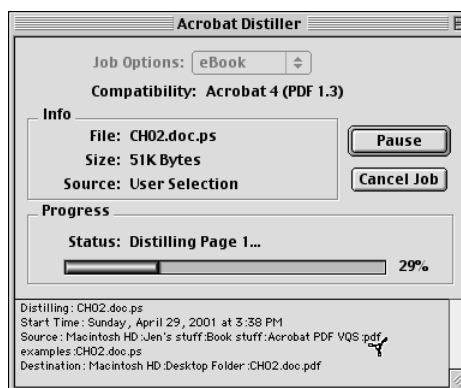 Acrobat Distiller
Job Options: eBook
Compatibility: Acrobat 4 (PDF 1.3)
Info
File: CH02.doc.ps
Size: 51K Bytes
Source: User Selection
Pause
Cancel Job
Progress
Status: Distilling Page 1...
29%
Distilling: CH02.doc.ps
Start Time: Sunday, April 29, 2001 at 3:38 PM
Source: Macintosh HD:Jen's stuff:Book stuff:Acrobat PDF VQS:pdf
examples:CH02.doc.ps
Destination: Macintosh HD:Desktop Folder:CH02.doc.pdf